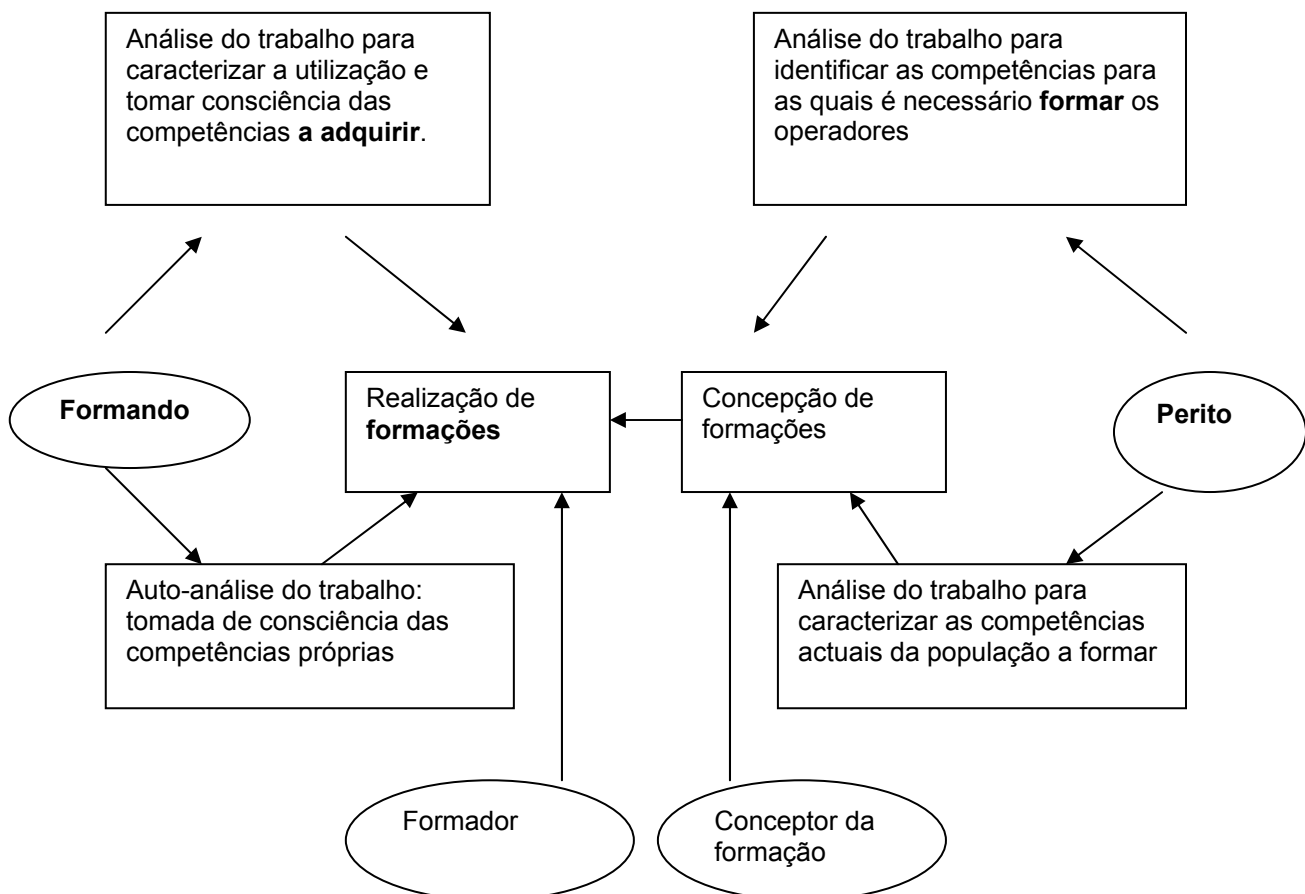 Análise do trabalho para
caracterizar a utilização e
tomar consciência das
competências a adquirir.
Análise do trabalho para
identificar as competências para
as quais é necessário formar os
operadores
Formando
Realização de
formações
Concepção de
formações
Perito
Auto-análise do trabalho:
tomada de consciência das
competências próprias
Análise do trabalho para
caracterizar as competências
actuais da população a formar
Formador
Conceptor da
formação